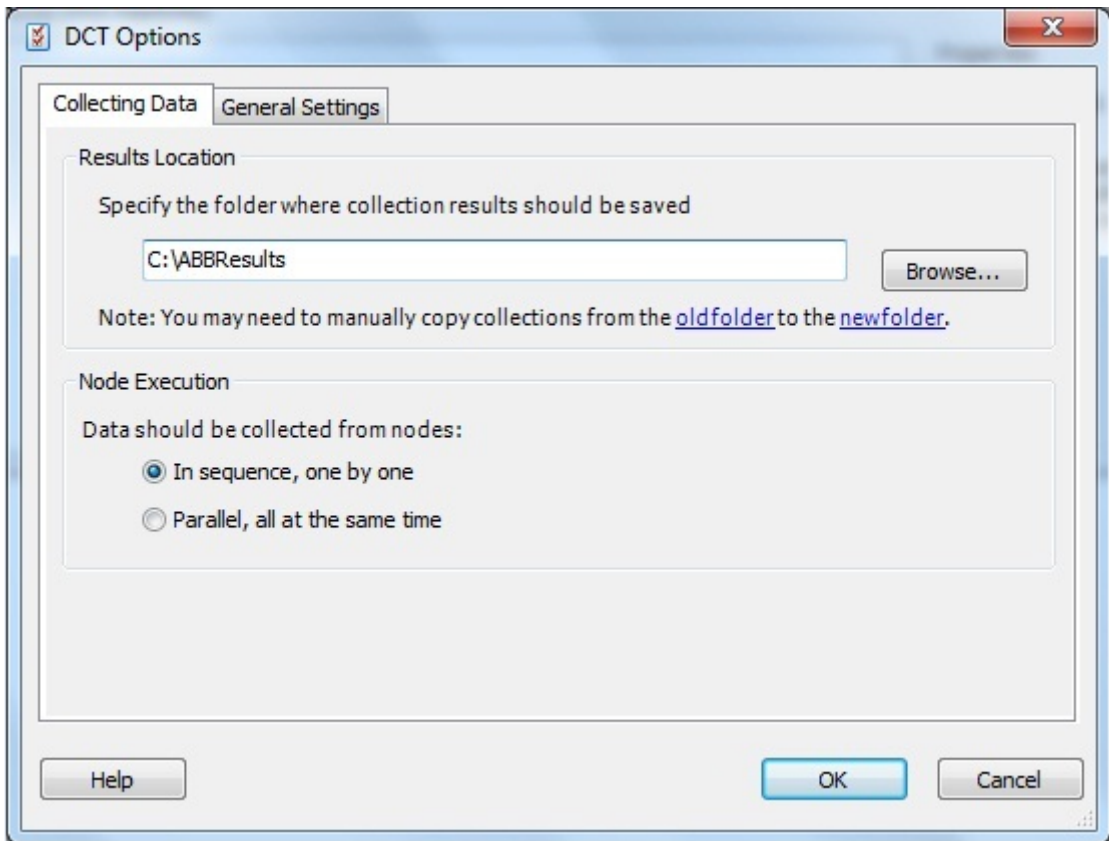 DCT Options
Collecting Data
General Settings
Results Location
Specify the folder where collection results should be saved
C:\ABBResults
Browse...
Note: You may need to manually copy collections from the oldfolder to the newfolder.
Node Execution
Data should be collected from nodes:
In sequence, one by one
Parallel, all at the same time
Help
OK
Cancel